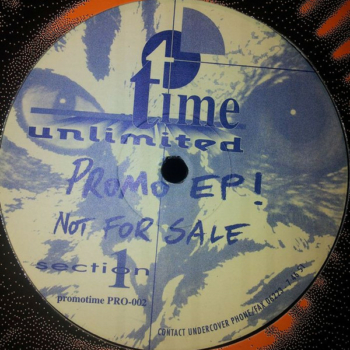 time
unlimited
PROMO EP!
NOT FOR SALE
section
1
promotime PRO-002
CONTACT UNDERCOVER PHONE/FAX